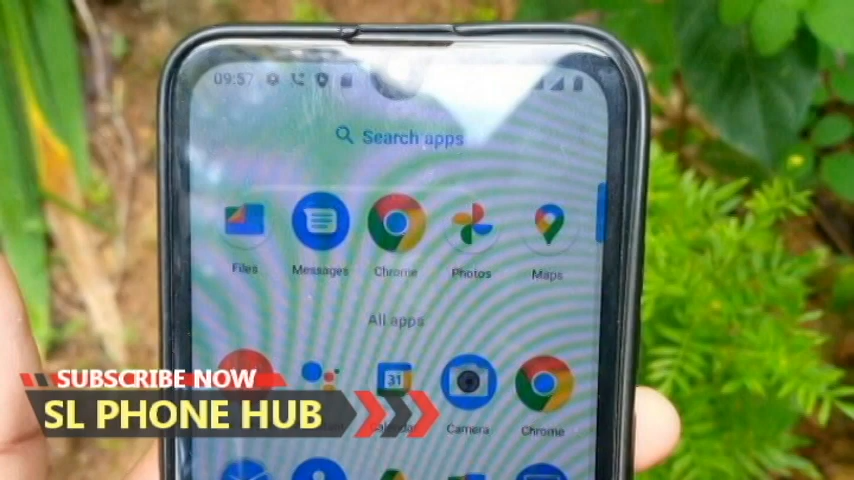 09:57
Search apps
Files Messages Chrome Photos Maps
All apps
31
Calendar Camera Chrome
SUBSCRIBE NOW
SL PHONE HUB